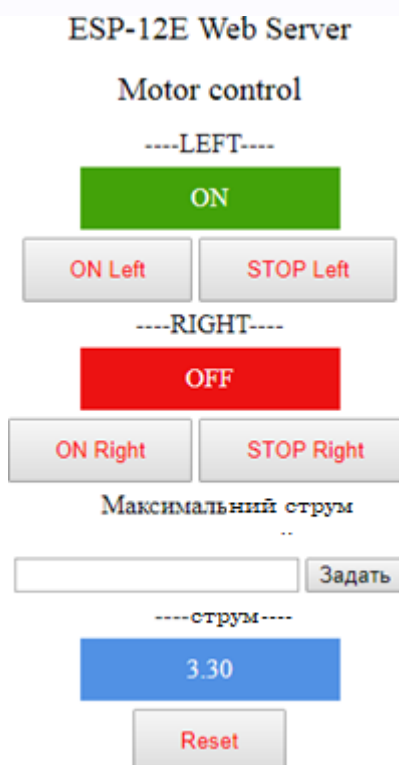 ESP-12E Web Server
Motor control
----LEFT----
ON
ON Left STOP Left
----RIGHT----
OFF
ON Right STOP Right
Максимальний струм
Задать
----струм----
3.30
Reset